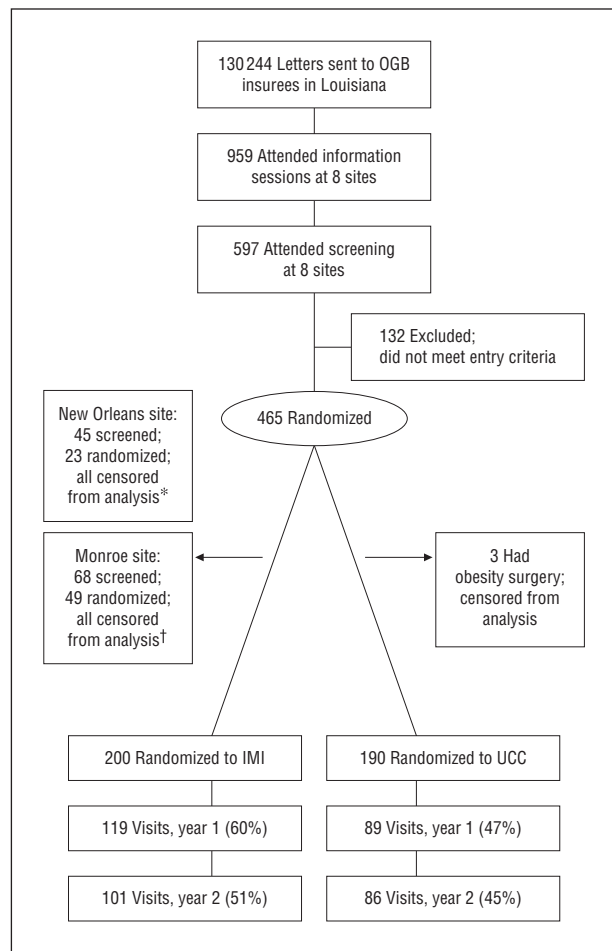 130 244 Letters sent to OGB
insurees in Louisiana
959 Attended information
sessions at 8 sites
597 Attended screening
at 8 sites
132 Excluded;
did not meet entry criteria
465 Randomized
New Orleans site:
45 screened;
23 randomized;
all censored
from analysis*
Monroe site:
68 screened;
49 randomized;
all censored
from analysis†
3 Had
obesity surgery;
censored from
analysis
200 Randomized to IMI
190 Randomized to UCC
119 Visits, year 1 (60%)
89 Visits, year 1 (47%)
101 Visits, year 2 (51%)
86 Visits, year 2 (45%)